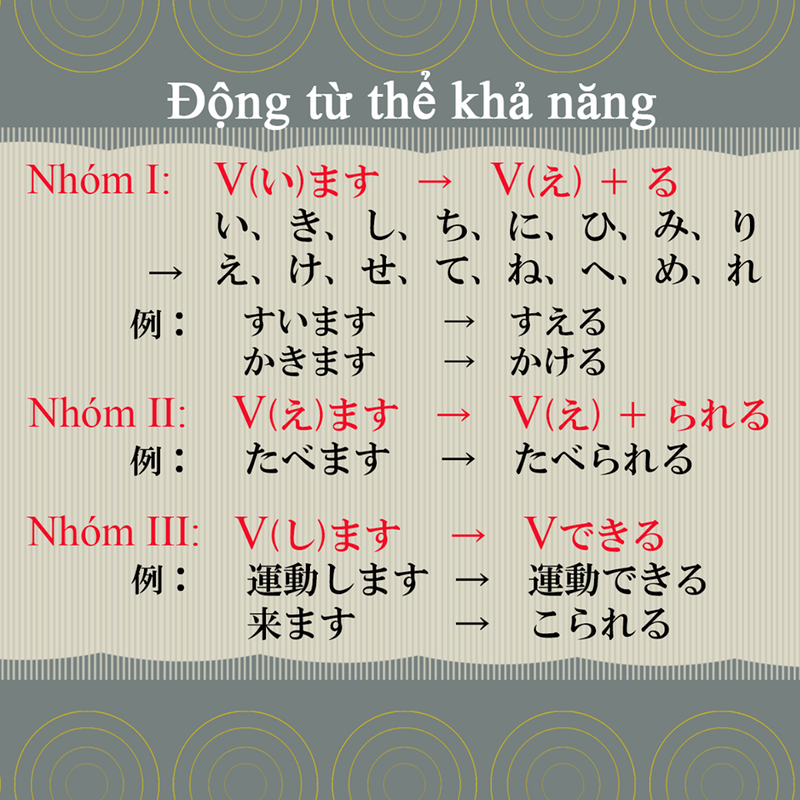 Động từ thể khả năng
Nhóm I: V(い)ます → V(え) + る
い、き、し、ち、に、ひ、み、り
→ え、け、せ、て、ね、へ、め、れ
例： すいます → すえる
かきます → かける
Nhóm II: V(え)ます → V(え) + られる
例： たべます → たべられる
Nhóm III: V(し)ます → Vできる
例： 運動します → 運動できる
来ます → こられる